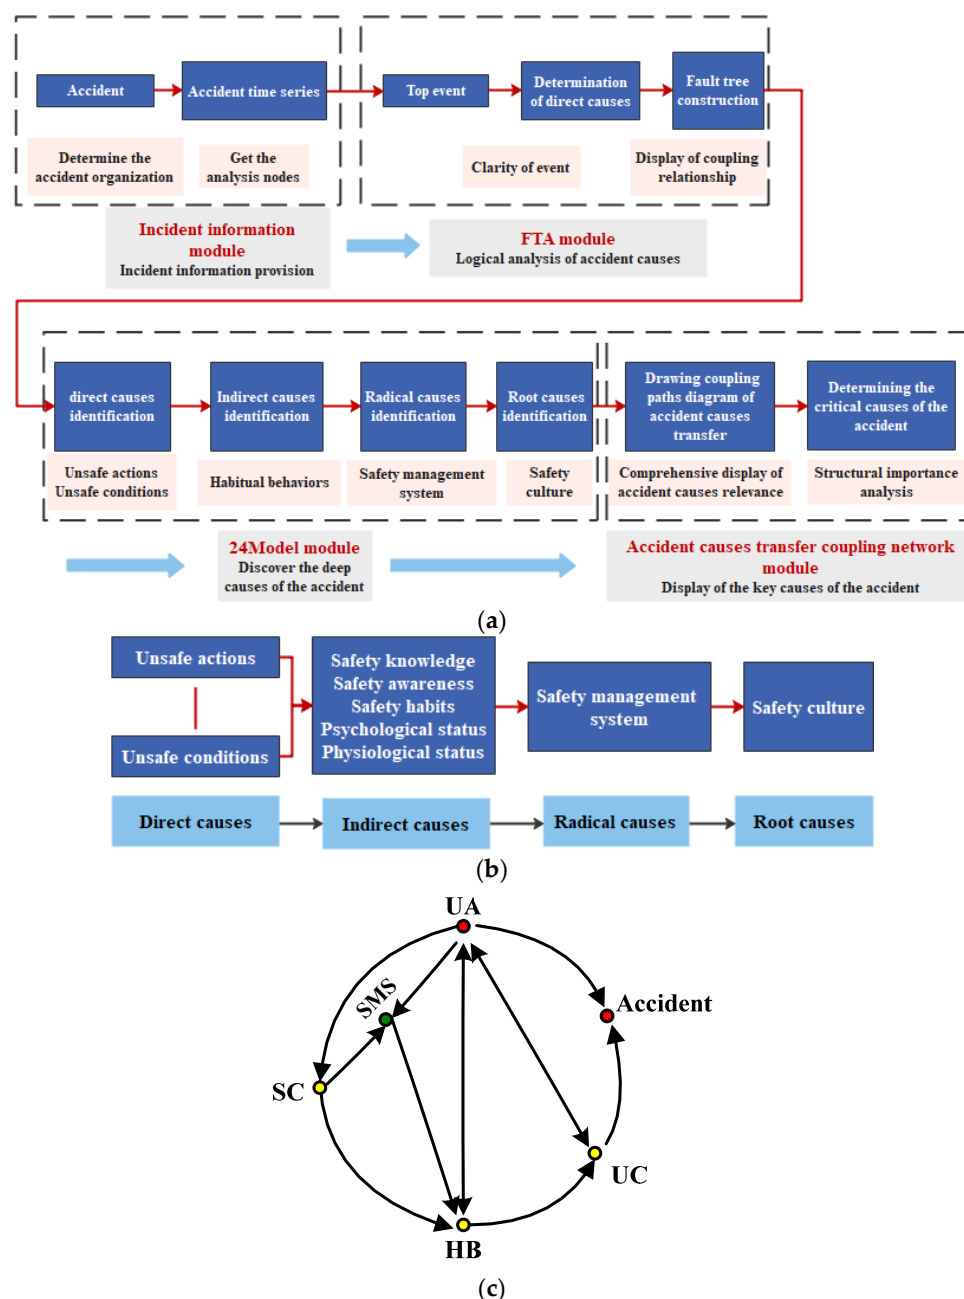 Accident
Accident time series
Top event
Determination
of direct causes
Fault tree
construction
Determine the
accident organization
Get the
analysis nodes
Clarity of event
Display of coupling
relationship
Incident information
module
Incident information provision
FTA module
Logical analysis of accident causes
direct causes
identification
Indirect causes
identification
Radical causes
identification
Root causes
identification
Drawing coupling
paths diagram of
accident causes
transfer
Determining the
critical causes of the
accident
Unsafe actions
Unsafe conditions
Habitual behaviors
Safety management
system
Safety
culture
Comprehensive display of
accident causes relevance
Structural importance
analysis
24Model module
Discover the deep
causes of the accident
Accident causes transfer coupling network
module
Display of the key causes of the accident
(a)
Unsafe actions
Unsafe conditions
Safety knowledge
Safety awareness
Safety habits
Psychological status
Physiological status
Safety management
system
Safety culture
Direct causes
Indirect causes
Radical causes
Root causes
(b)
UA
SMS
Accident
SC
UC
HB
(c)